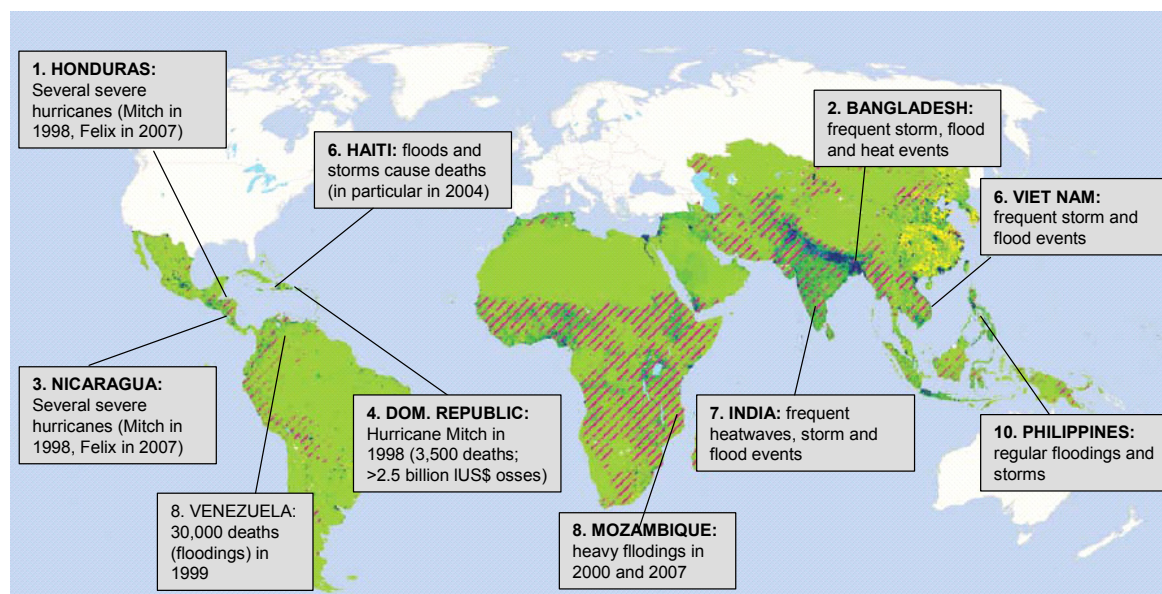 1. HONDURAS:
Several severe
hurricanes (Mitch in
1998, Felix in 2007)
2. BANGLADESH:
frequent storm, flood
and heat events
6. HAITI: floods and
storms cause deaths
(in particular in 2004)
6. VIET NAM:
frequent storm and
flood events
3. NICARAGUA:
Several severe
hurricanes (Mitch in
1998, Felix in 2007)
4. DOM. REPUBLIC:
Hurricane Mitch in
1998 (3,500 deaths;
>2.5 billion IUS$ osses)
7. INDIA: frequent
heatwaves, storm and
flood events
10. PHILIPPINES:
regular floodings and
storms
8. VENEZUELA:
30,000 deaths
(floodings) in
1999
8. MOZAMBIQUE:
heavy fllodings in
2000 and 2007